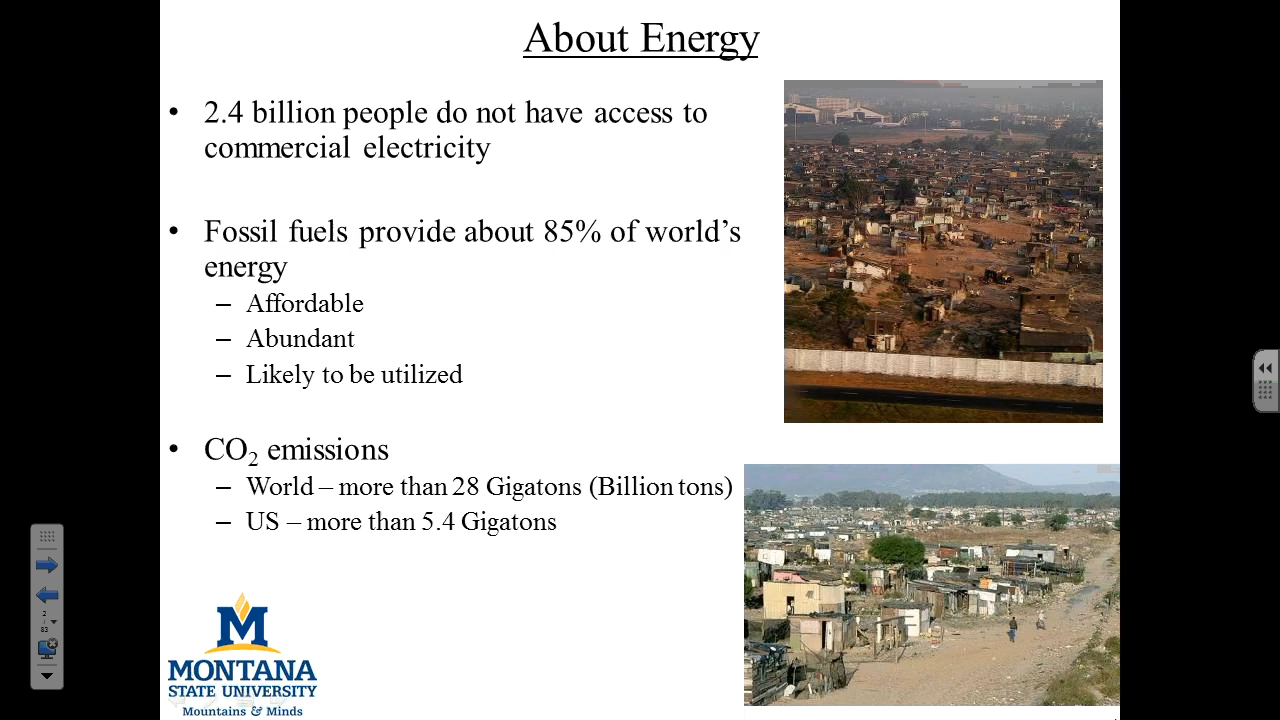 About Energy
• 2.4 billion people do not have access to
commercial electricity
• Fossil fuels provide about 85% of world’s
energy
– Affordable
– Abundant
– Likely to be utilized
• CO₂ emissions
– World – more than 28 Gigatons (Billion tons)
– US – more than 5.4 Gigatons
2
/
83
M
MONTANA
STATE UNIVERSITY
Mountains & Minds